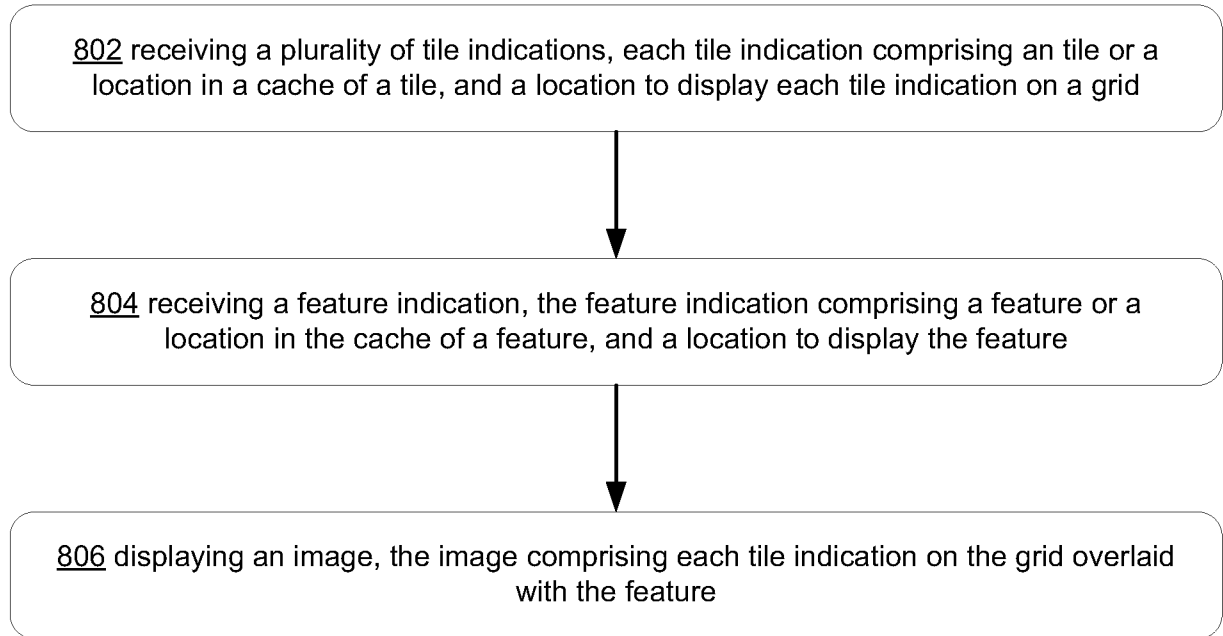 802 receiving a plurality of tile indications, each tile indication comprising an tile or a
location in a cache of a tile, and a location to display each tile indication on a grid
804 receiving a feature indication, the feature indication comprising a feature or a
location in the cache of a feature, and a location to display the feature
806 displaying an image, the image comprising each tile indication on the grid overlaid
with the feature